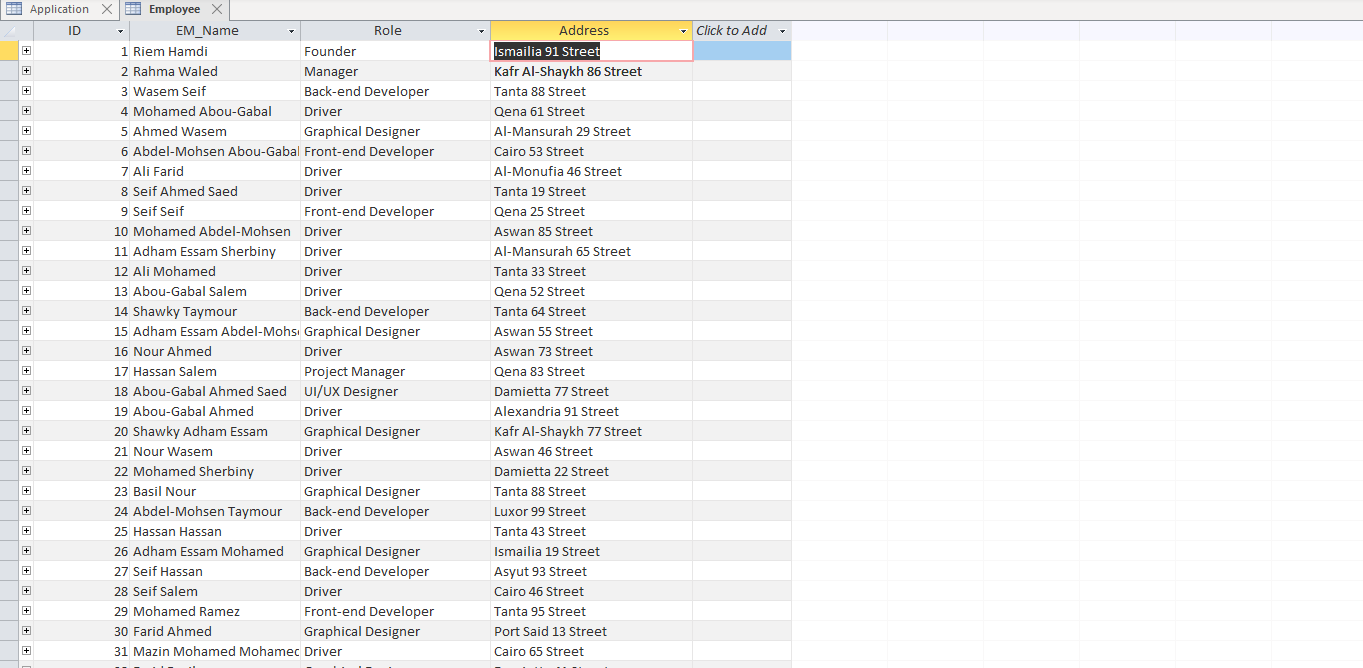 Application Employee
ID EM_Name Role Address Click to Add
1 Riem Hamdi Founder Ismailia 91 Street
2 Rahma Waled Manager Kafr Al-Shaykh 86 Street
3 Wasem Seif Back-end Developer Tanta 88 Street
4 Mohamed Abou-Gabal Driver Qena 61 Street
5 Ahmed Wasem Graphical Designer Al-Mansurah 29 Street
6 Abdel-Mohsen Abou-Gabal Front-end Developer Cairo 53 Street
7 Ali Farid Driver Al-Monufia 46 Street
8 Seif Ahmed Saed Driver Tanta 19 Street
9 Seif Seif Front-end Developer Qena 25 Street
10 Mohamed Abdel-Mohsen Driver Aswan 85 Street
11 Adham Essam Sherbiny Driver Al-Mansurah 65 Street
12 Ali Mohamed Driver Tanta 33 Street
13 Abou-Gabal Salem Driver Qena 52 Street
14 Shawky Taymour Back-end Developer Tanta 64 Street
15 Adham Essam Abdel-Mohse Graphical Designer Aswan 55 Street
16 Nour Ahmed Driver Aswan 73 Street
17 Hassan Salem Project Manager Qena 83 Street
18 Abou-Gabal Ahmed Saed UI/UX Designer Damietta 77 Street
19 Abou-Gabal Ahmed Driver Alexandria 91 Street
20 Shawky Adham Essam Graphical Designer Kafr Al-Shaykh 77 Street
21 Nour Wasem Driver Aswan 46 Street
22 Mohamed Sherbiny Driver Damietta 22 Street
23 Basil Nour Graphical Designer Tanta 88 Street
24 Abdel-Mohsen Taymour Back-end Developer Luxor 99 Street
25 Hassan Hassan Driver Tanta 43 Street
26 Adham Essam Mohamed Graphical Designer Ismailia 19 Street
27 Seif Hassan Back-end Developer Asyut 93 Street
28 Seif Salem Driver Cairo 46 Street
29 Mohamed Ramez Front-end Developer Tanta 95 Street
30 Farid Ahmed Graphical Designer Port Said 13 Street
31 Mazin Mohamed Mohamed Driver Cairo 65 Street